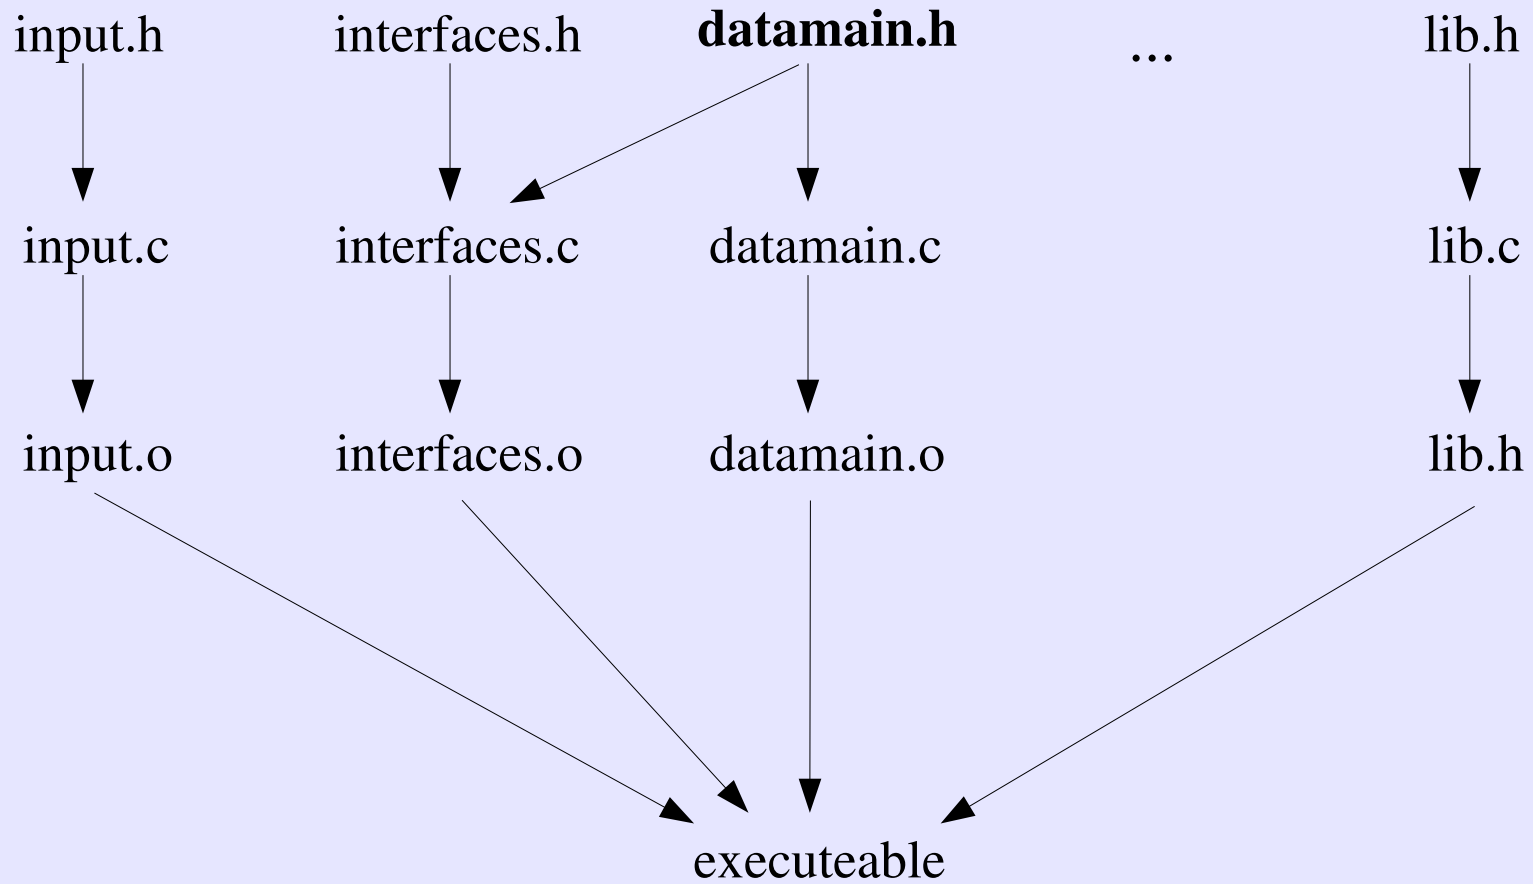 input.h interfaces.h datamain.h ... lib.h
input.c interfaces.c datamain.c lib.c
input.o interfaces.o datamain.o lib.h
executeable